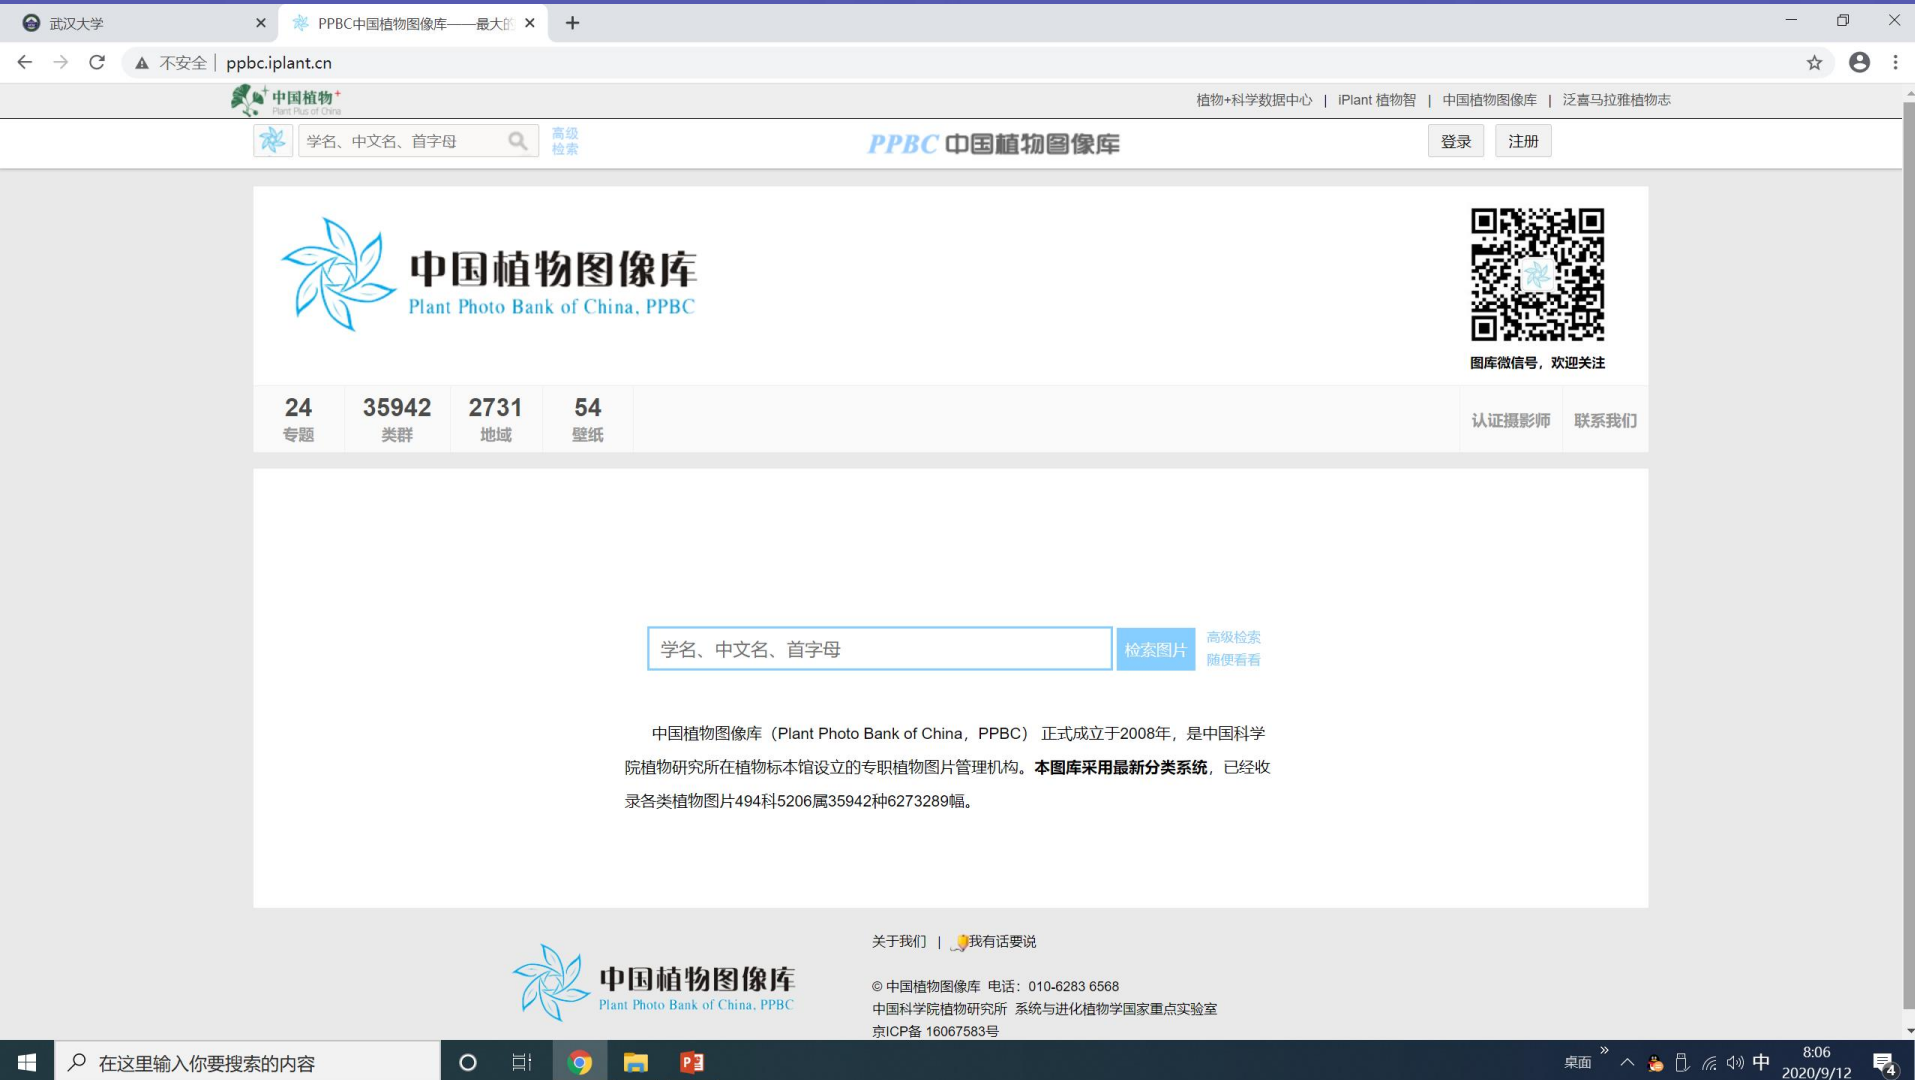 武汉大学
PPBC中国植物图像库——最大的
不安全 ppbc.iplant.cn
中国植物+
Plant Plus of China
植物+科学数据中心 | iPlant 植物智 | 中国植物图像库 | 泛喜马拉雅植物志
学名、中文名、首字母
高级
检索
PPBC 中国植物图像库
登录 注册
中国植物图像库
Plant Photo Bank of China, PPBC
图库微信号，欢迎关注
24 35942 2731 54
专题 类群 地域 壁纸
认证摄影师 联系我们
学名、中文名、首字母 检索图片
高级检索
随便看看
中国植物图像库（Plant Photo Bank of China，PPBC） 正式成立于2008年，是中国科学
院植物研究所在植物标本馆设立的专职植物图片管理机构。本图库采用最新分类系统，已经收
录各类植物图片494科5206属35942种6273289幅。
关于我们 | 我有话要说
中国植物图像库
Plant Photo Bank of China, PPBC
© 中国植物图像库 电话：010-6283 6568
中国科学院植物研究所 系统与进化植物学国家重点实验室
京ICP备 16067583号
在这里输入你要搜索的内容
桌面 中
8:06
2020/9/12
4